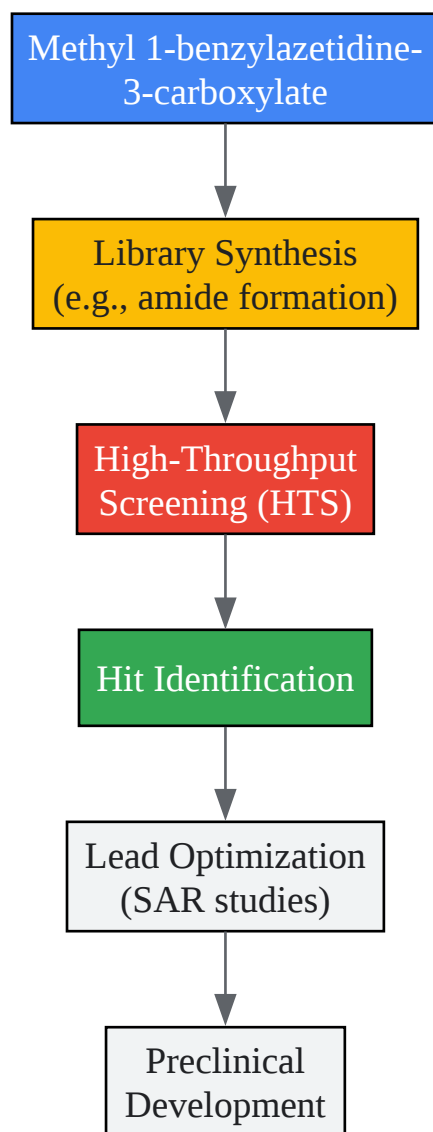 Methyl 1-benzylazetidine-
3-carboxylate
Library Synthesis
(e.g., amide formation)
High-Throughput
Screening (HTS)
Hit Identification
Lead Optimization
(SAR studies)
Preclinical
Development